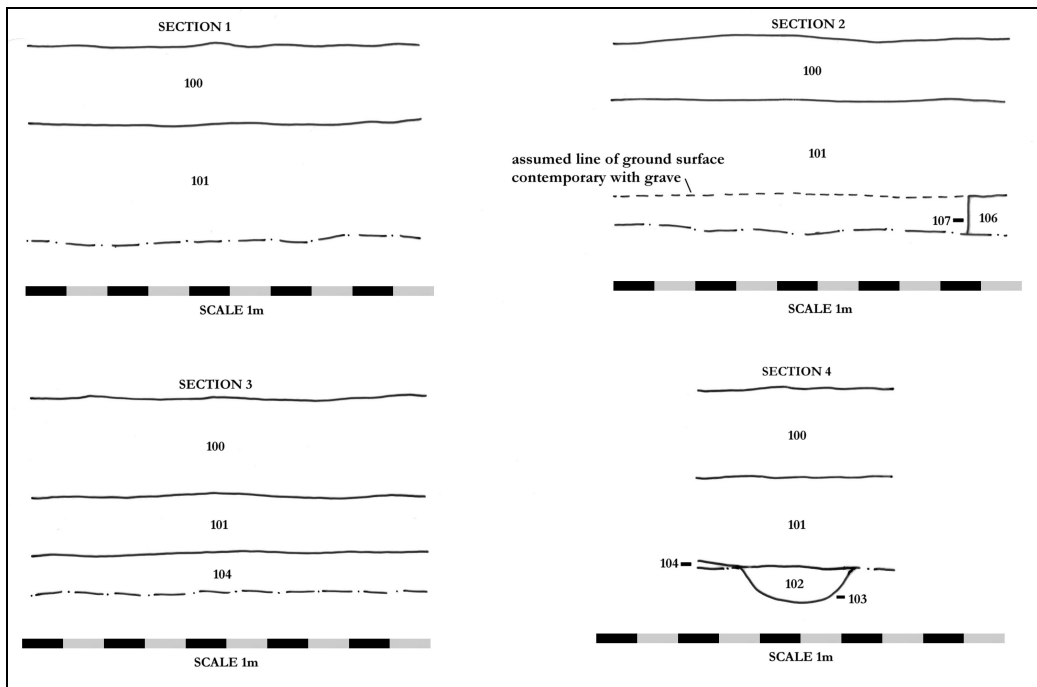 SECTION 1
100
101
SCALE 1m
SECTION 2
100
101
assumed line of ground surface
contemporary with grave
107
106
SCALE 1m
SECTION 3
100
101
104
SCALE 1m
SECTION 4
100
101
104
102
103
SCALE 1m